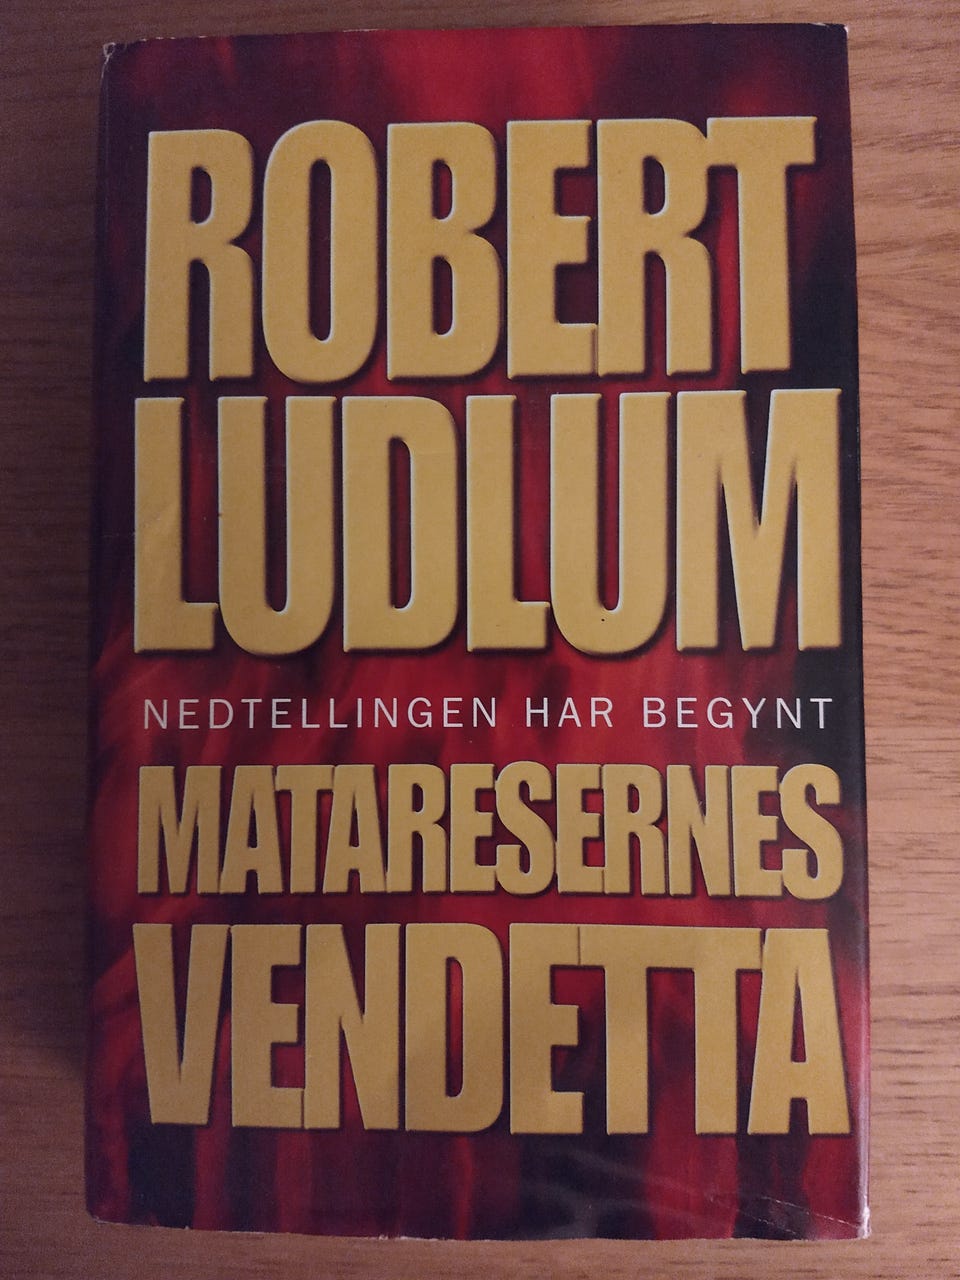 ROBERT
LUDLUM
NEDTELLINGEN HAR BEGYNT
MATARESERNES
VENDETTA